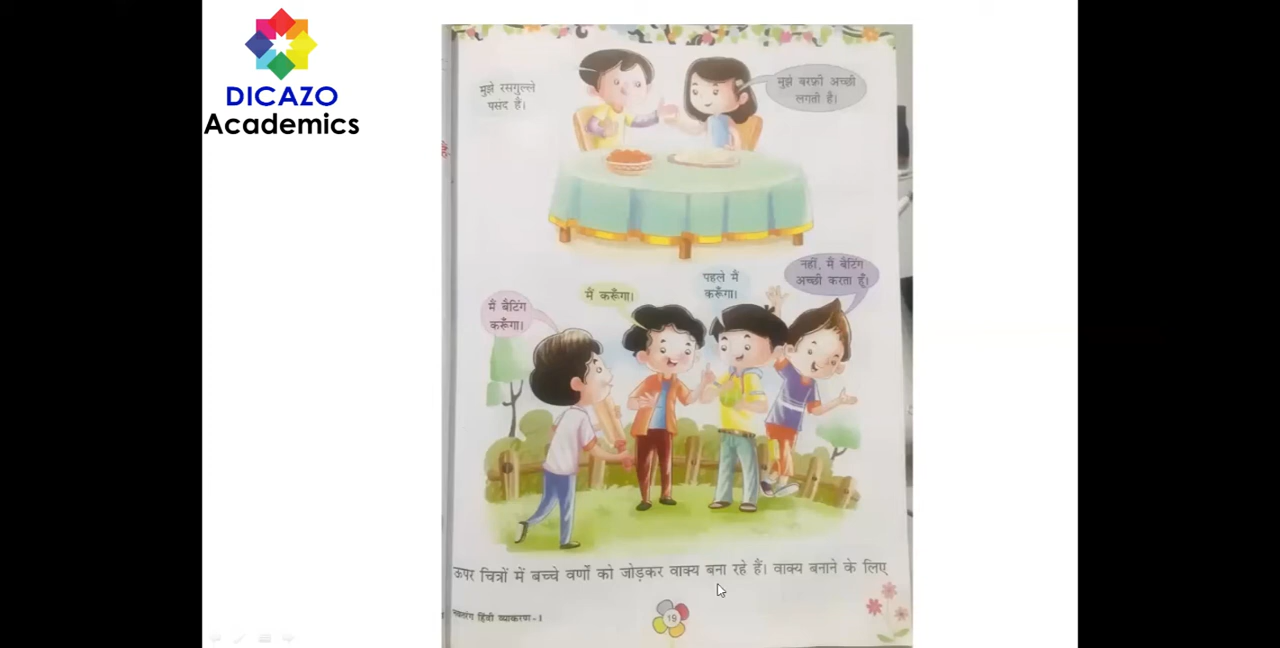 DICAZO
Academics
मुझे रसगुल्ले
पसंद हैं।
मुझे बरफ़ी अच्छी
लगती है।
मैं बैटिंग
करूँगा।
मैं करूँगा।
पहले मैं
करूँगा।
नहीं, मैं बैटिंग
अच्छी करता हूँ।
ऊपर चित्रों में बच्चे वर्णों को जोड़कर वाक्य बना रहे हैं। वाक्य बनाने के लिए
हिंदी व्याकरण-1
19